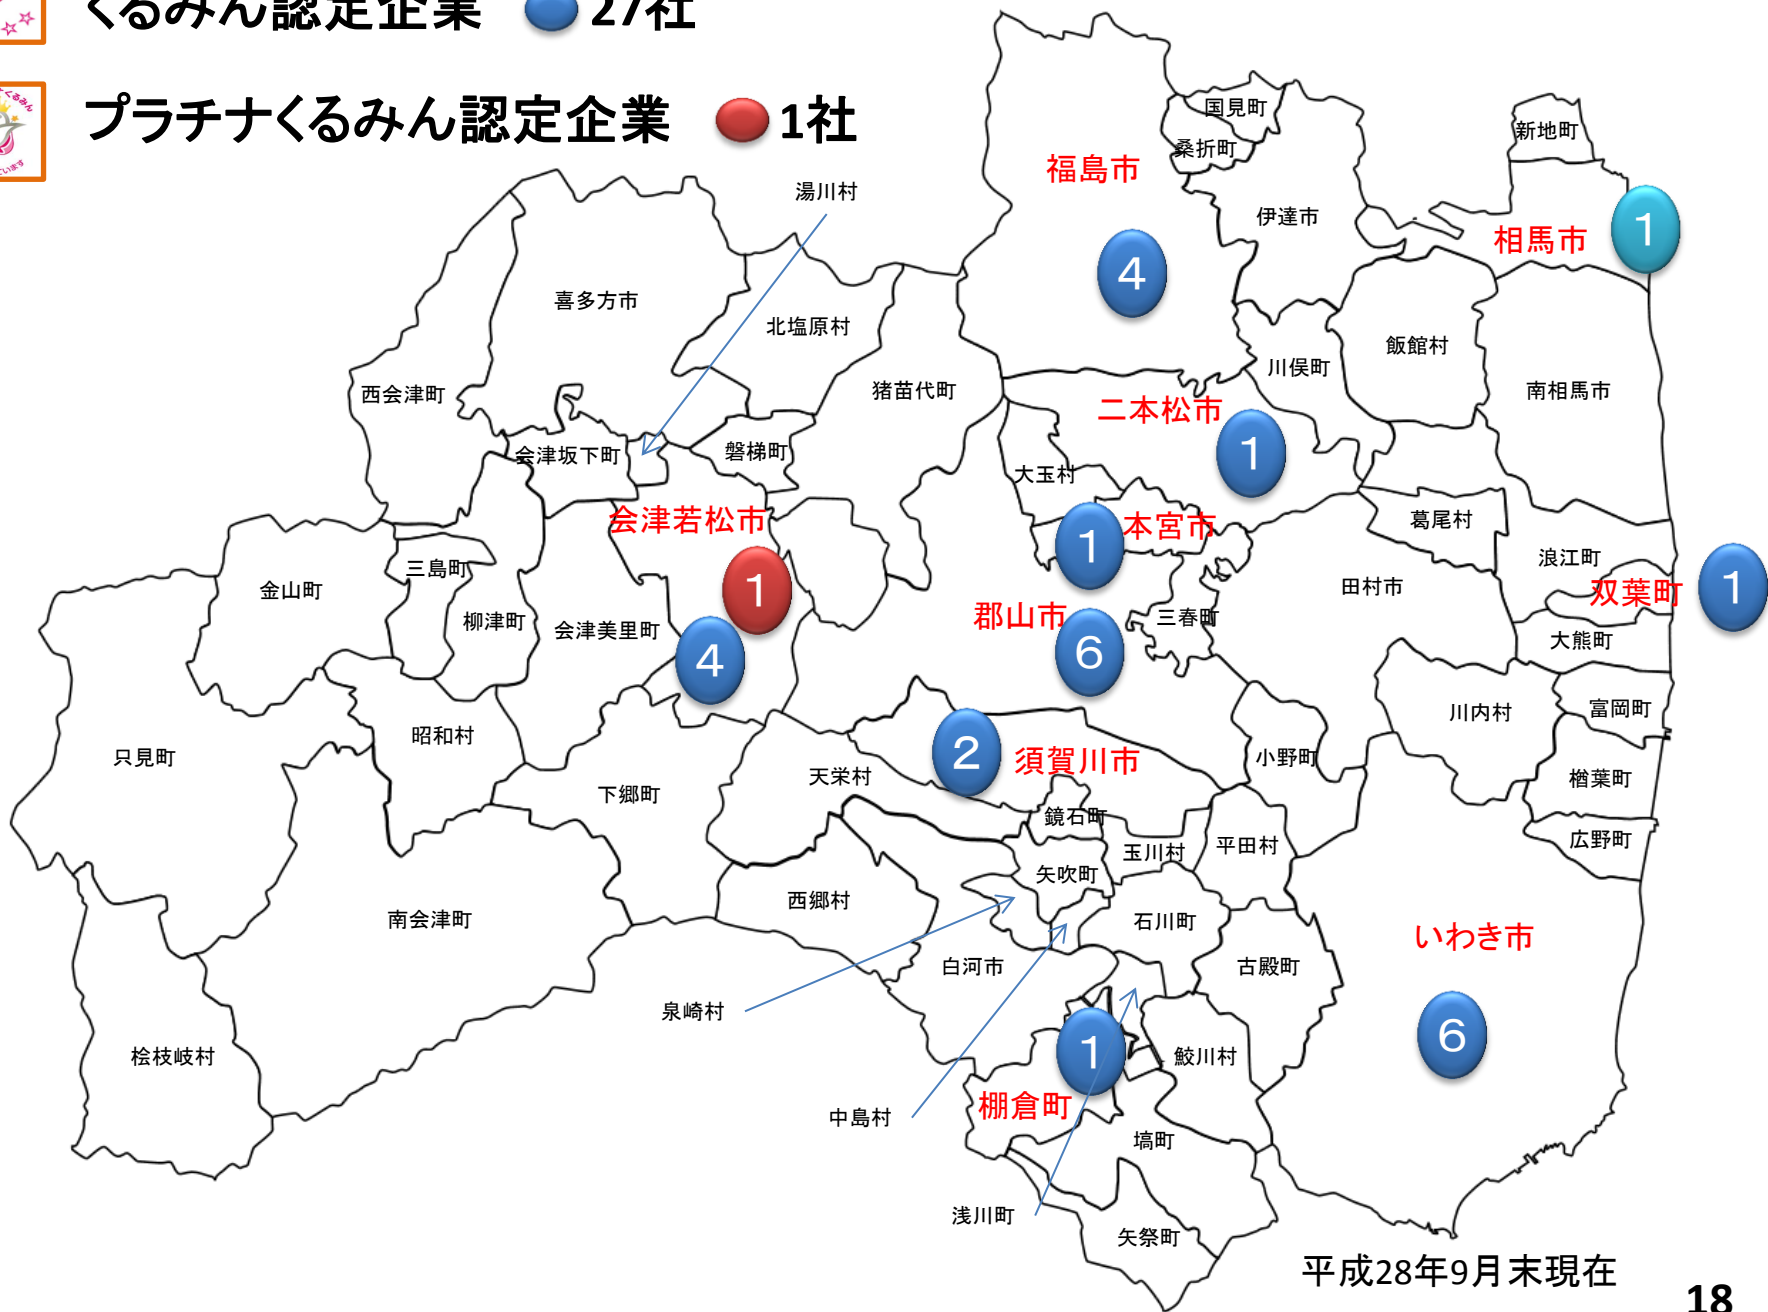 くるみん認定企業 27社
プラチナくるみん認定企業 1社
湯川村
国見町
桑折町
新地町
福島市
伊達市
相馬市
1
4
喜多方市
北塩原村
西会津町
猪苗代町
川俣町
飯館村
南相馬市
二本松市
1
会津坂下町
磐梯町
大玉村
会津若松市
1
4
本宮市
1
葛尾村
浪江町
双葉町
1
金山町
三島町
柳津町
会津美里町
郡山市
6
三春町
田村市
大熊町
只見町
昭和村
下郷町
天栄村
2
須賀川市
小野町
川内村
富岡町
楢葉町
広野町
鏡石町
玉川村
平田村
矢吹町
南会津町
西郷村
石川町
いわき市
6
白河市
古殿町
泉崎村
桧枝岐村
1
鮫川村
棚倉町
中島村
塙町
浅川町
矢祭町
平成28年9月末現在
18